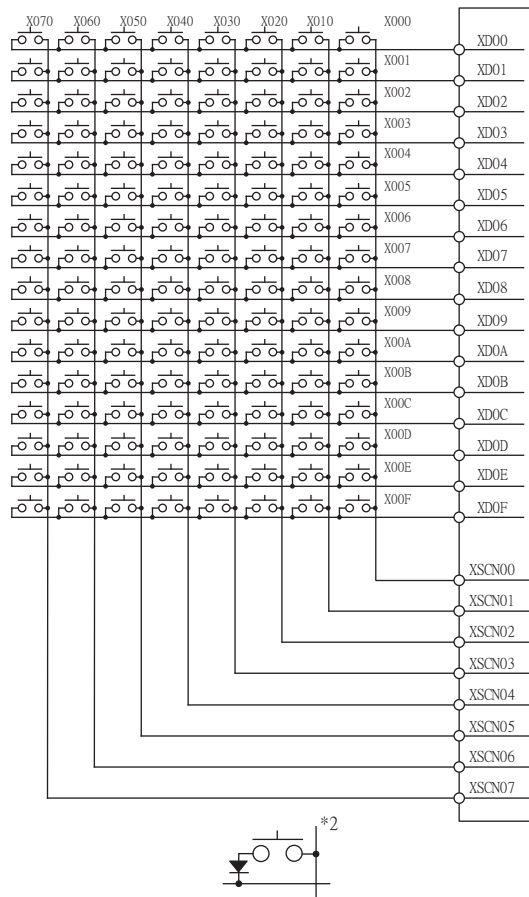 X070 X060 X050 X040 X030 X020 X010 X000
XD00
X001
XD01
X002
XD02
X003
XD03
X004
XD04
X005
XD05
X006
XD06
X007
XD07
X008
XD08
X009
XD09
X00A
XD0A
X00B
XD0B
X00C
XD0C
X00D
XD0D
X00E
XD0E
X00F
XD0F
XSCN00
XSCN01
XSCN02
XSCN03
XSCN04
XSCN05
XSCN06
XSCN07
*2